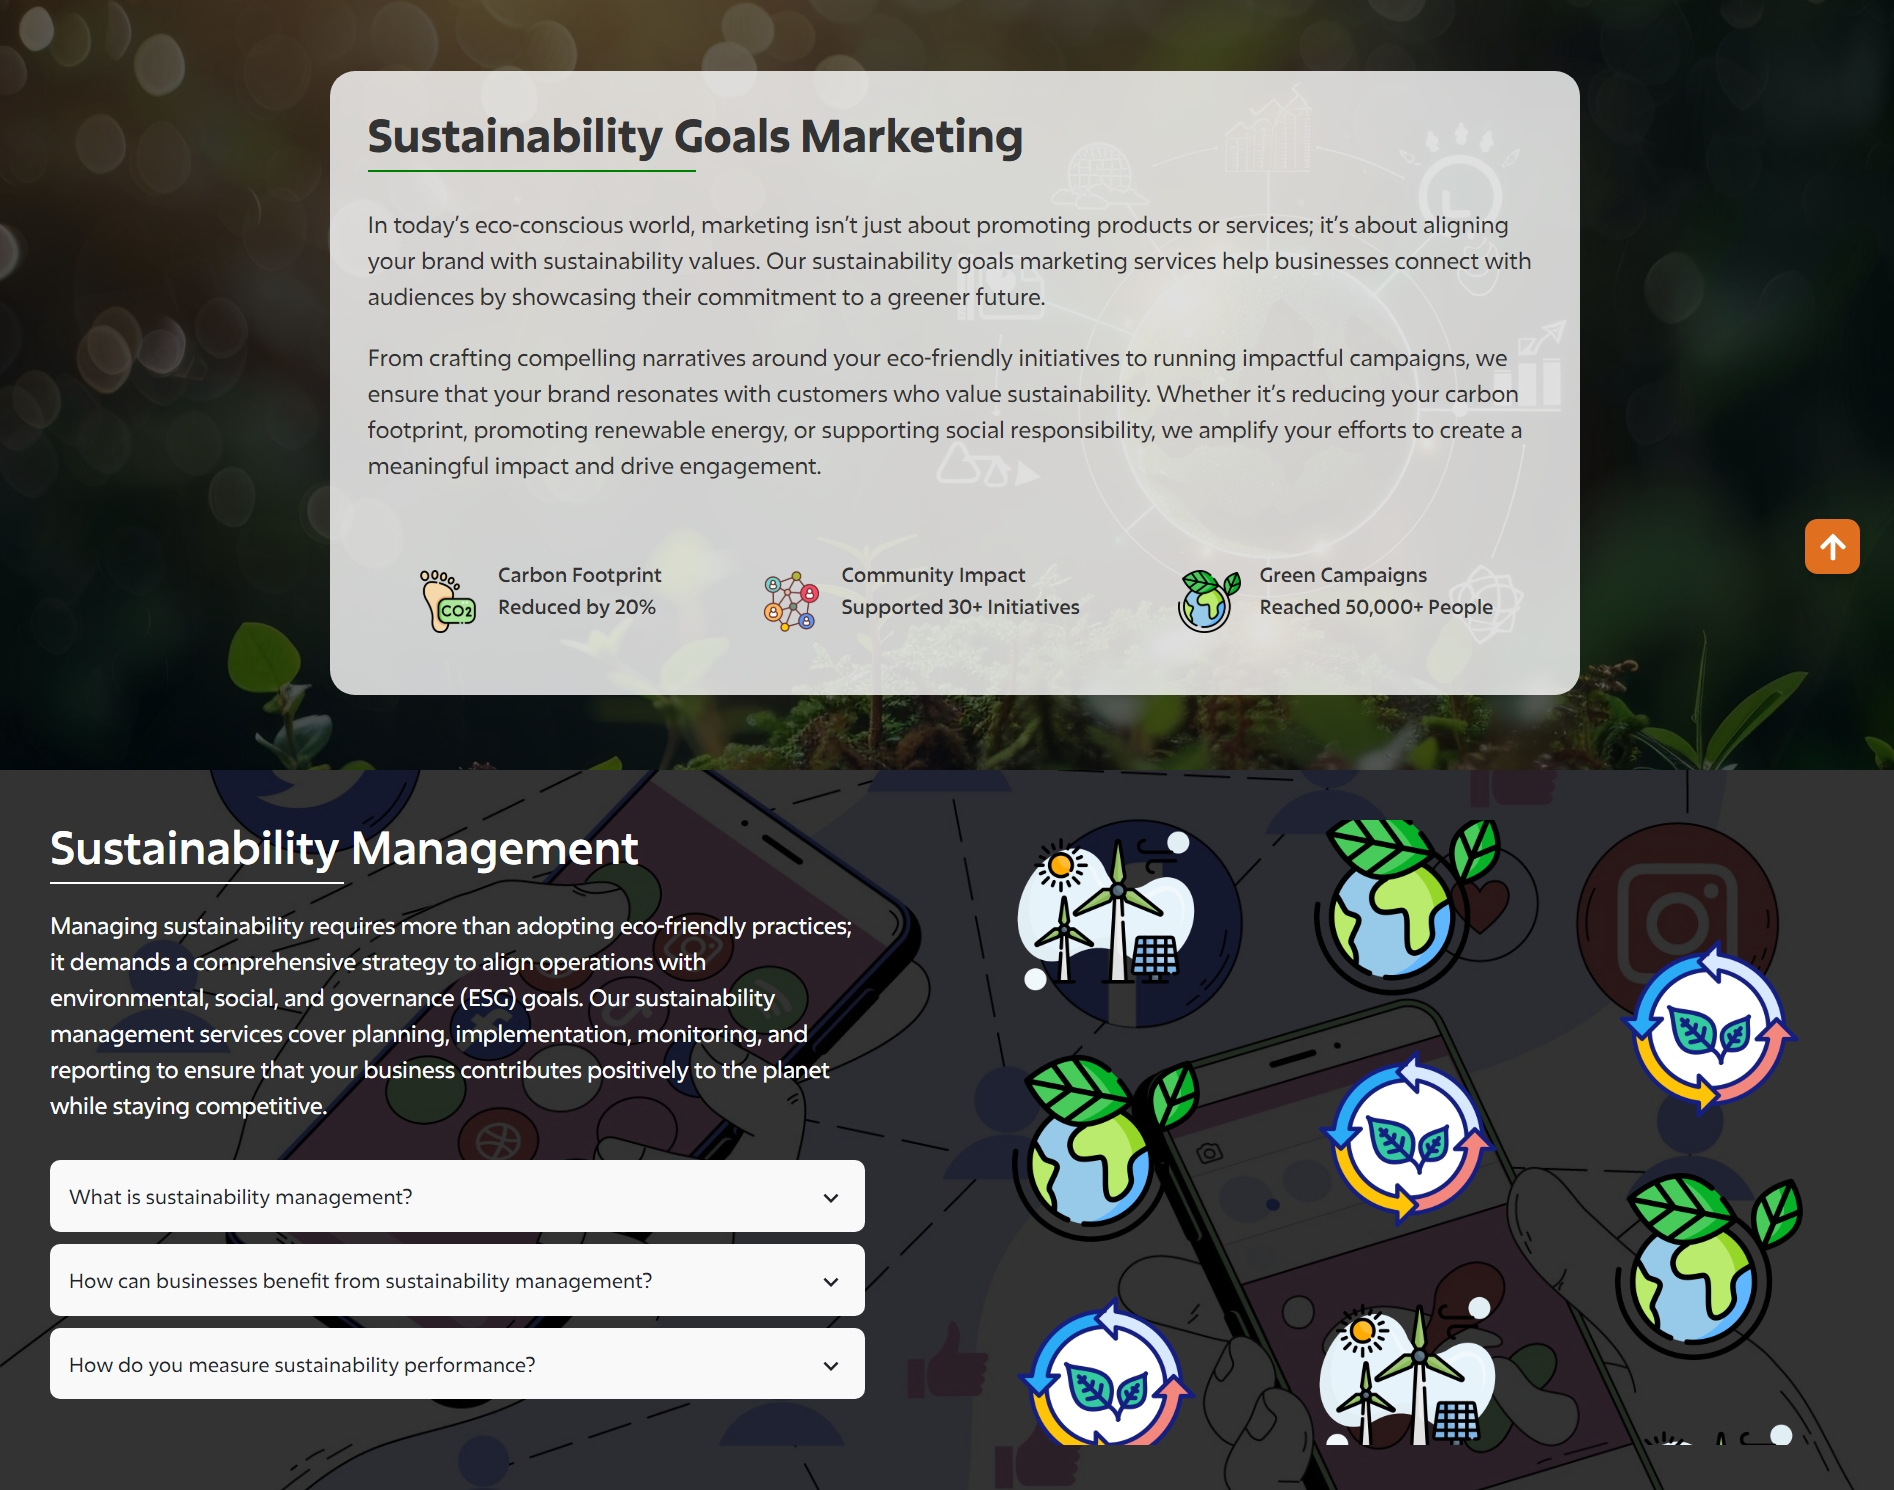 Sustainability Goals Marketing
In today’s eco-conscious world, marketing isn’t just about promoting products or services; it’s about aligning
your brand with sustainability values. Our sustainability goals marketing services help businesses connect with
audiences by showcasing their commitment to a greener future.
From crafting compelling narratives around your eco-friendly initiatives to running impactful campaigns, we
ensure that your brand resonates with customers who value sustainability. Whether it’s reducing your carbon
footprint, promoting renewable energy, or supporting social responsibility, we amplify your efforts to create a
meaningful impact and drive engagement.
CO2
Carbon Footprint
Reduced by 20%
Community Impact
Supported 30+ Initiatives
Green Campaigns
Reached 50,000+ People
Sustainability Management
Managing sustainability requires more than adopting eco-friendly practices;
it demands a comprehensive strategy to align operations with
environmental, social, and governance (ESG) goals. Our sustainability
management services cover planning, implementation, monitoring, and
reporting to ensure that your business contributes positively to the planet
while staying competitive.
What is sustainability management?
How can businesses benefit from sustainability management?
How do you measure sustainability performance?